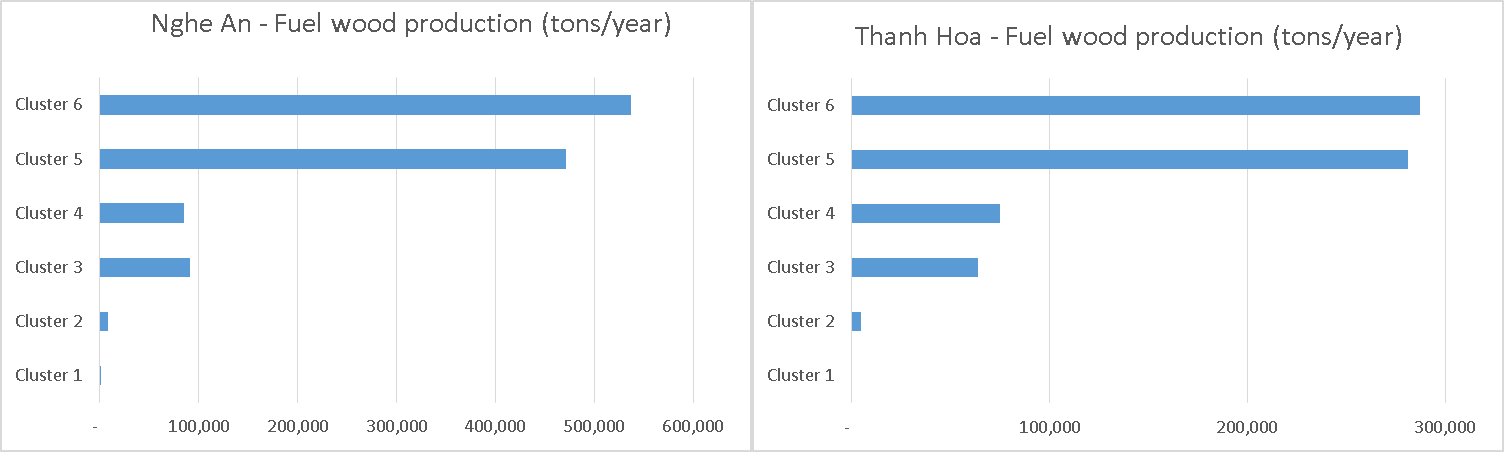 Nghe An - Fuel wood production (tons/year)
Cluster 6
Cluster 5
Cluster 4
Cluster 3
Cluster 2
Cluster 1
- 100,000 200,000 300,000 400,000 500,000 600,000
Thanh Hoa - Fuel wood production (tons/year)
Cluster 6
Cluster 5
Cluster 4
Cluster 3
Cluster 2
Cluster 1
- 100,000 200,000 300,000